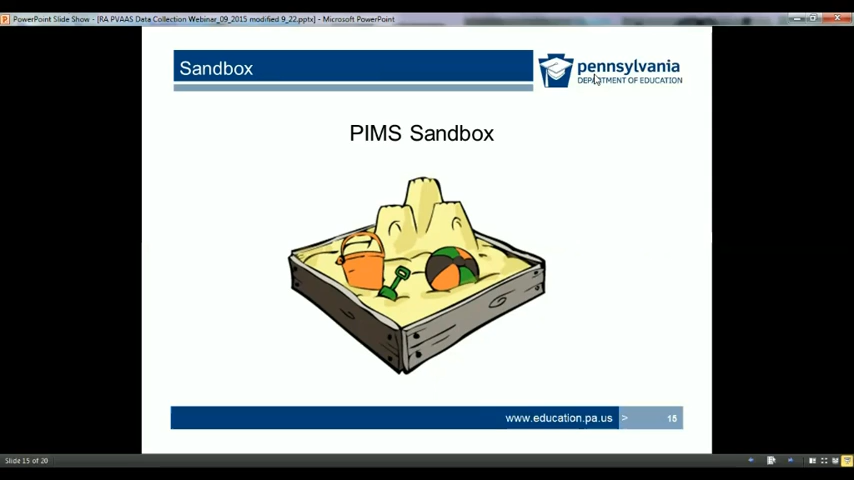 PowerPoint Slide Show - [RA PVAAS Data Collection Webinar_09_2015 modified 9_22.pptx] - Microsoft PowerPoint
Sandbox
pennsylvania
DEPARTMENT OF EDUCATION
PIMS Sandbox
www.education.pa.us > 15
Slide 15 of 20